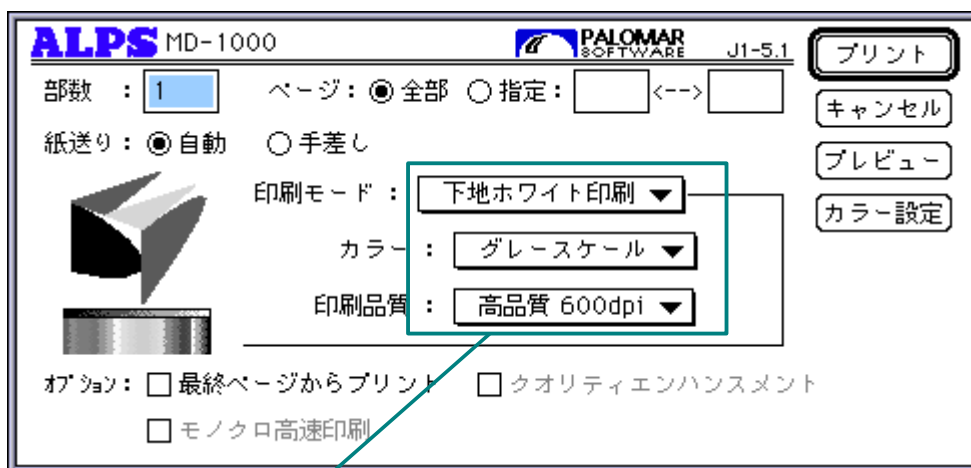 ALPS MD-1000 PALOMAR SOFTWARE J1-5.1
プリント
部数 : 1 ページ: 全部 指定: <-->
キャンセル
紙送り: 自動 手差し
プレビュー
印刷モード : 下地ホワイト印刷
カラー設定
カラー : グレースケール
印刷品質 : 高品質 600dpi
ｵﾌﾟｼｮﾝ: 最終ページからプリント クオリティエンハンスメント
モノクロ高速印刷